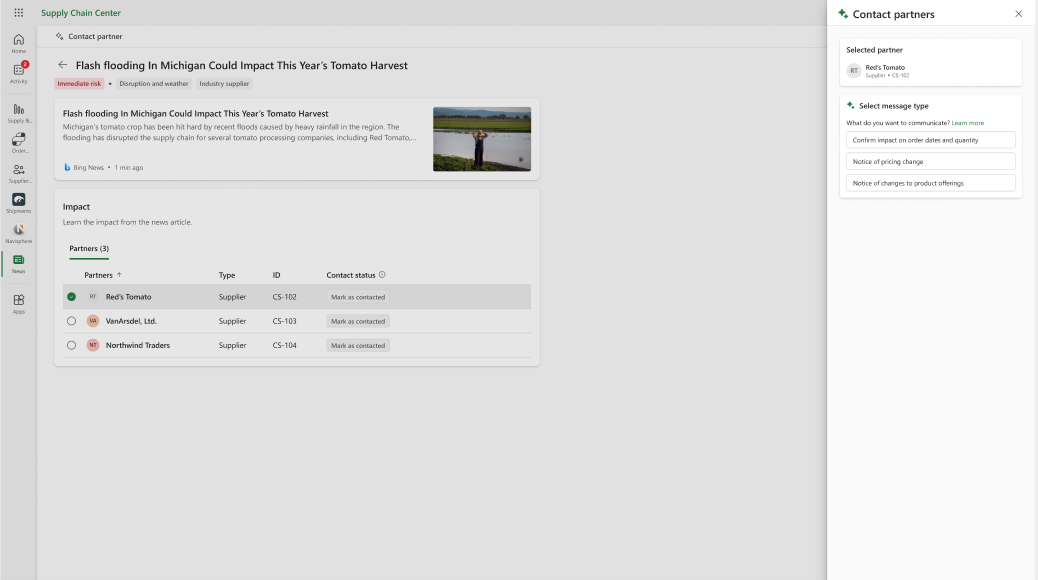 Supply Chain Center
Home
2
Activity
Supply B..
Order..
Supplier..
Shipments
Navisphere
News
Apps
Contact partner
Flash flooding In Michigan Could Impact This Year's Tomato Harvest
Immediate risk • Disruption and weather Industry supplier
Flash flooding In Michigan Could Impact This Year's Tomato Harvest
Michigan's tomato crop has been hit hard by recent floods caused by heavy rainfall in the region. The
flooding has disrupted the supply chain for several tomato processing companies, including Red Tomato,...
Bing News • 1 min ago
Impact
Learn the impact from the news article.
Partners (3)
Partners Type ID Contact status
RT Red's Tomato Supplier CS-102 Mark as contacted
VA VanArsdel, Ltd. Supplier CS-103 Mark as contacted
NT Northwind Traders Supplier CS-104 Mark as contacted
Contact partners
Selected partner
RT
Red's Tomato
Supplier • CS-102
Select message type
What do you want to communicate? Learn more
Confirm impact on order dates and quantity
Notice of pricing change
Notice of changes to product offerings